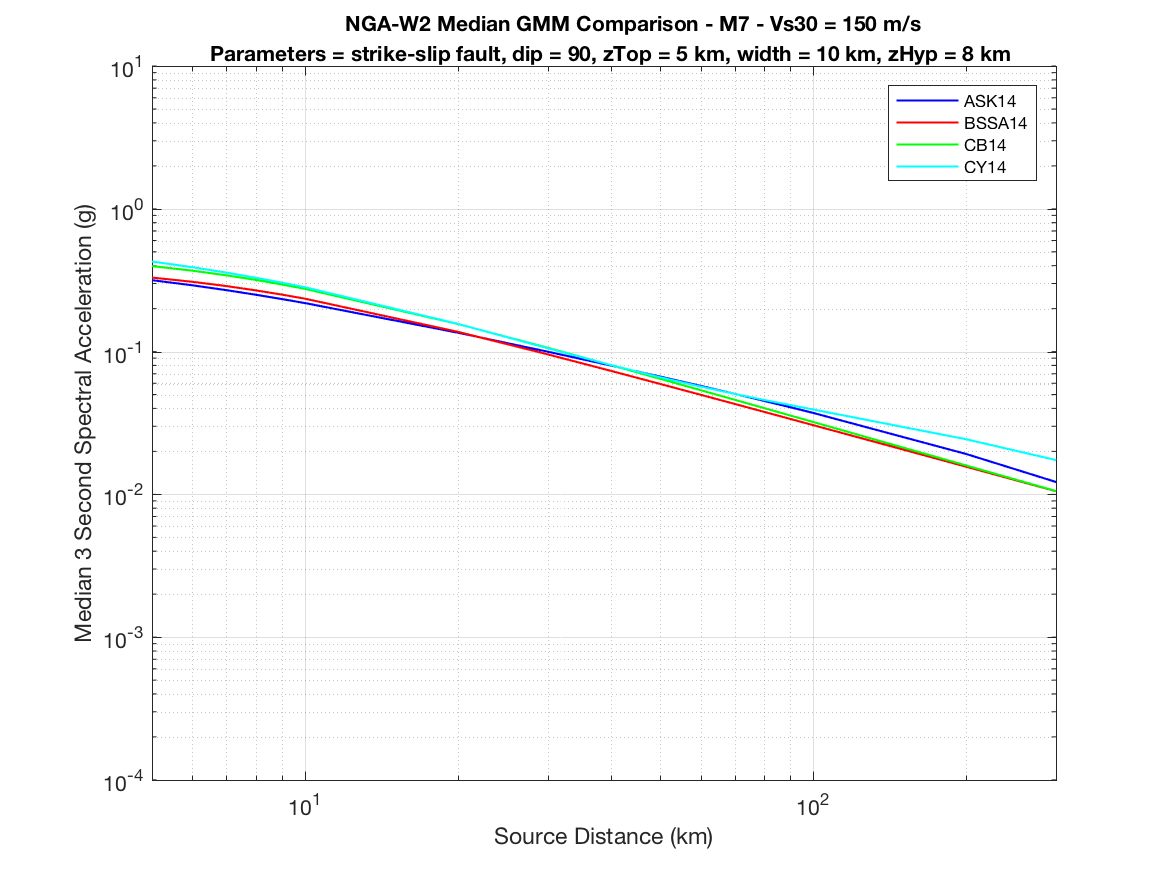 NGA-W2 Median GMM Comparison - M7 - Vs30 = 150 m/s
Parameters = strike-slip fault, dip = 90, zTop = 5 km, width = 10 km, zHyp = 8 km
10^1
10^0
10^-1
10^-2
10^-3
10^-4
Median 3 Second Spectral Acceleration (g)
ASK14
BSSA14
CB14
CY14
10^1
10^2
Source Distance (km)